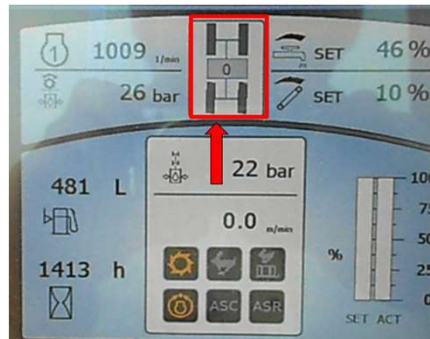 1 1009 1/min
26 bar
0
SET 46 %
SET 10 %
481 L
1413 h
22 bar
0.0 m/min
ASC ASR
%
100
75
50
25
0
SET ACT